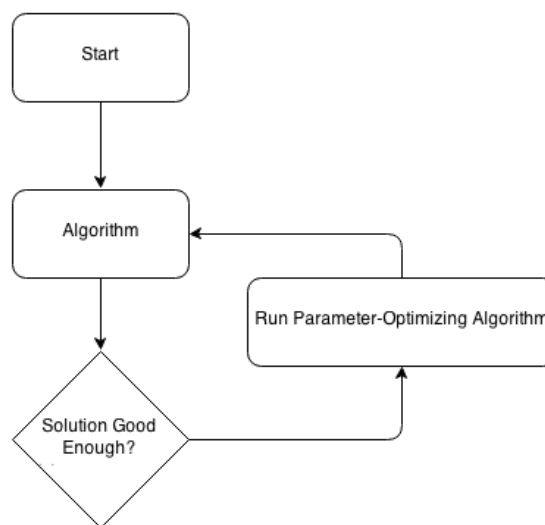 Start
Algorithm
Run Parameter-Optimizing Algorithm
Solution Good
Enough?